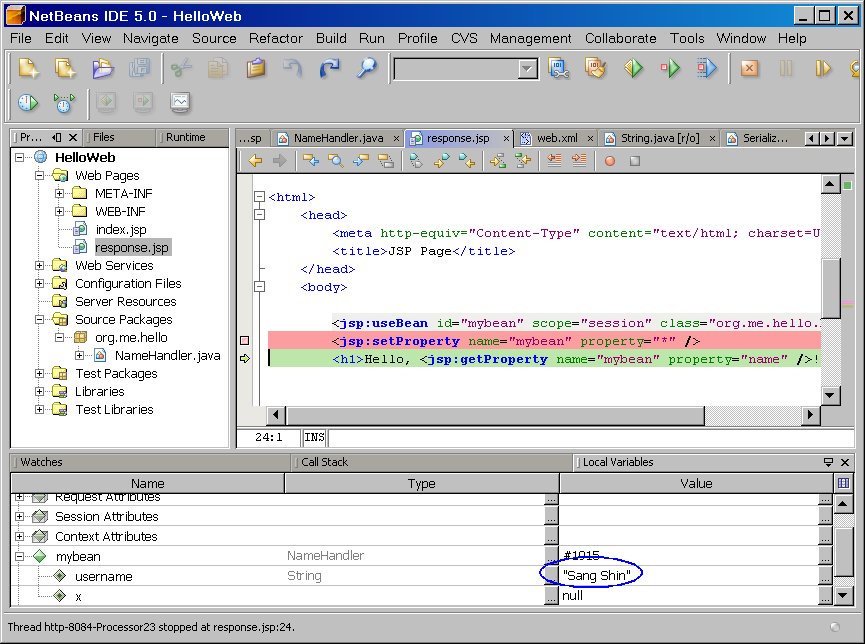 NetBeans IDE 5.0 - HelloWeb
File Edit View Navigate Source Refactor Build Run Profile CVS Management Collaborate Tools Window Help
Pr... Files Runtime
...sp NameHandler.java response.jsp web.xml String.java [r/o] Serializ...
HelloWeb
Web Pages
META-INF
WEB-INF
index.jsp
response.jsp
Web Services
Configuration Files
Server Resources
Source Packages
org.me.hello
NameHandler.java
Test Packages
Libraries
Test Libraries
<html>
<head>
<meta http-equiv="Content-Type" content="text/html; charset=U
<title>JSP Page</title>
</head>
<body>
<jsp:useBean id="mybean" scope="session" class="org.me.hello.
<jsp:setProperty name="mybean" property="*" />
<h1>Hello, <jsp:getProperty name="mybean" property="name" />!
24:1 INS
Watches Call Stack Local Variables
Name Type Value
Request Attributes
Session Attributes
Context Attributes
mybean NameHandler #1015
username String "Sang Shin"
x null
Thread http-8084-Processor23 stopped at response.jsp:24.